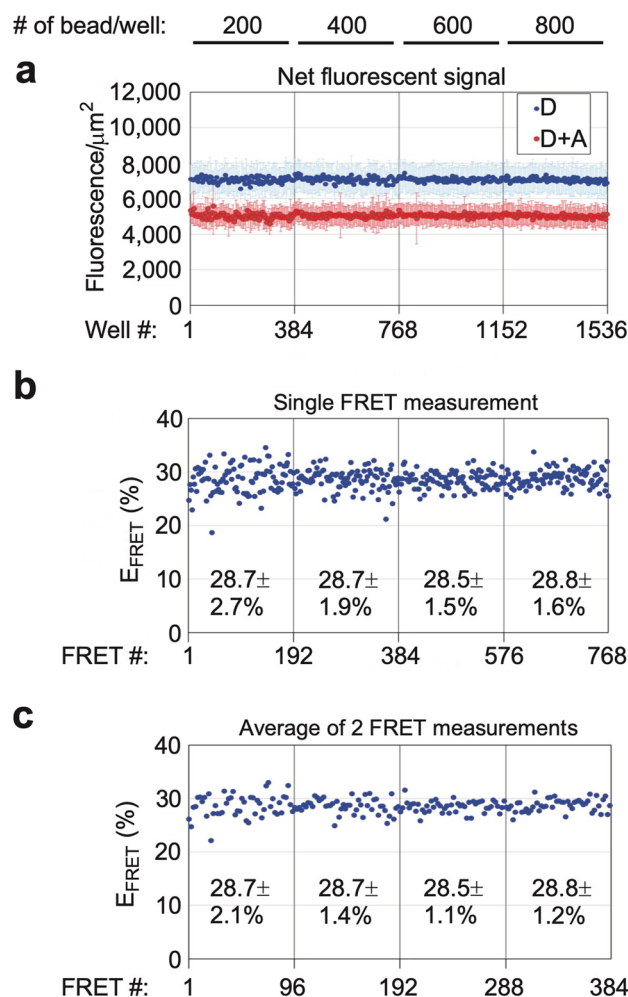 # of bead/well: 200 400 600 800
a
Net fluorescent signal
12,000
10,000
8,000
6,000
4,000
2,000
0
Fluorescence/µm²
D
D+A
Well #: 1 384 768 1152 1536
b
Single FRET measurement
40
30
20
10
0
E_FRET (%)
28.7± 28.7± 28.5± 28.8±
2.7% 1.9% 1.5% 1.6%
FRET #: 1 192 384 576 768
c
Average of 2 FRET measurements
40
30
20
10
0
E_FRET (%)
28.7± 28.7± 28.5± 28.8±
2.1% 1.4% 1.1% 1.2%
FRET #: 1 96 192 288 384